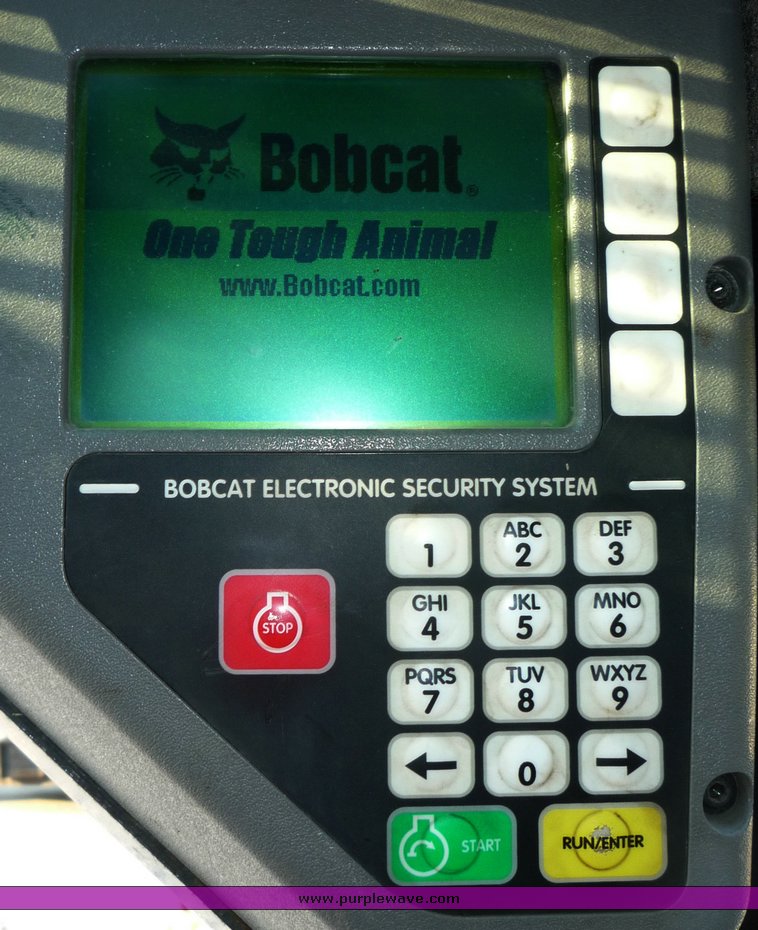 Bobcat®
One Tough Animal
www.Bobcat.com
BOBCAT ELECTRONIC SECURITY SYSTEM
1
ABC
2
DEF
3
STOP
GHI
4
JKL
5
MNO
6
PQRS
7
TUV
8
WXYZ
9
←
0
→
START
RUN/ENTER
www.purplewave.com